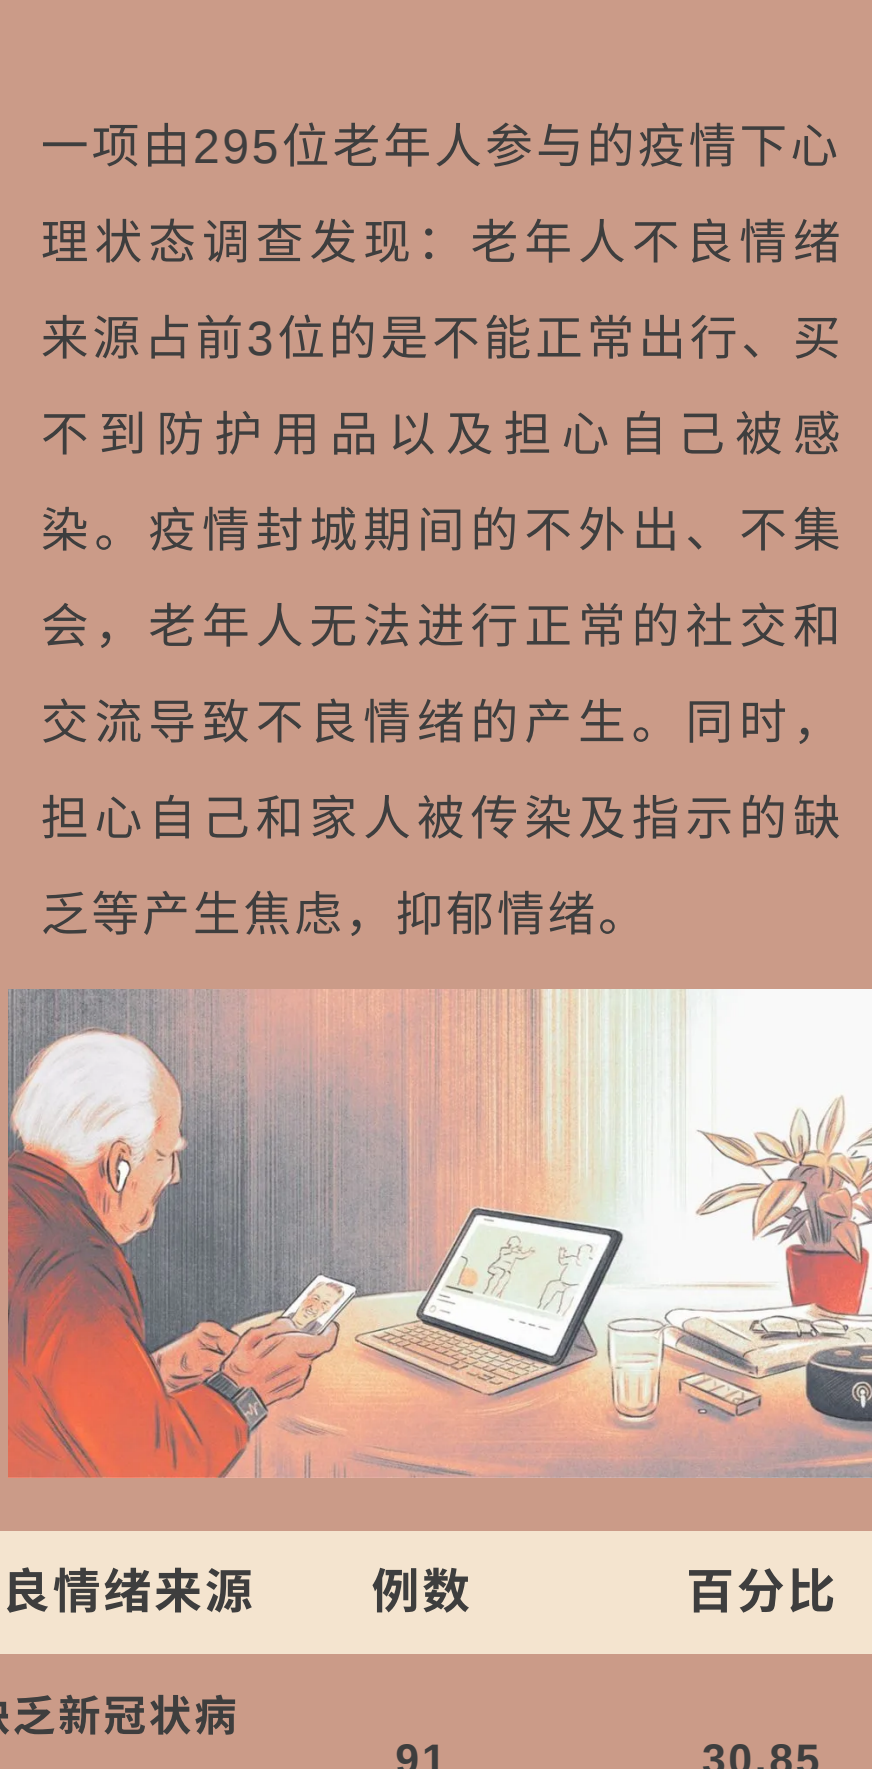 一项由295位老年人参与的疫情下心
理状态调查发现：老年人不良情绪
来源占前3位的是不能正常出行、买
不到防护用品以及担心自己被感
染。疫情封城期间的不外出、不集
会，老年人无法进行正常的社交和
交流导致不良情绪的产生。同时，
担心自己和家人被传染及指示的缺
乏等产生焦虑，抑郁情绪。
良情绪来源 例数 百分比
缺乏新冠状病
91 30.85